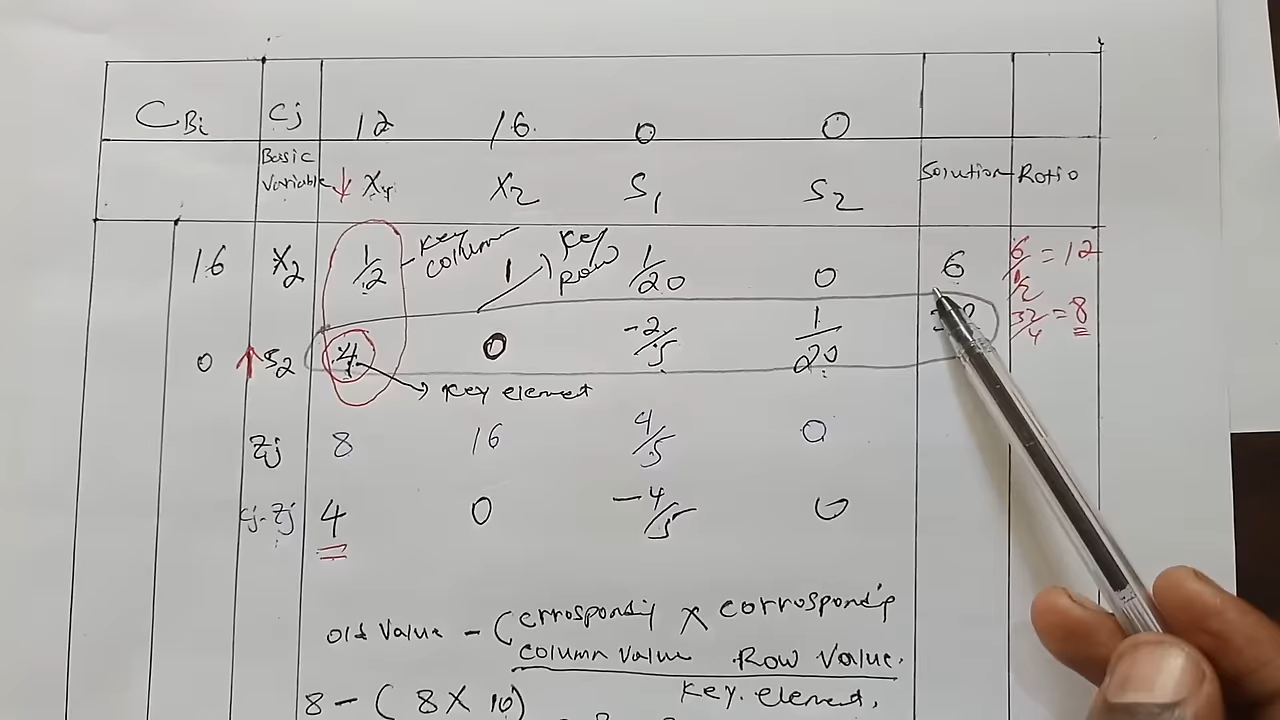 CBi Cj 12 16 0 0
Basic
Variable X1 X2 S1 S2 Solution Ratio
16 X2 1/2 Key column 1 Key Row 1/20 0 6 6/1/2 = 12
0 S2 4 0 -2/5 1/20 32/4 = 8
Key element
Zj 8 16 4/5 0
Cj-Zj 4 0 -4/5 0
Old Value - (Corrospondig X Corrospondig
Column Value Row Value.
Key. element.
8 - ( 8 X 10 )